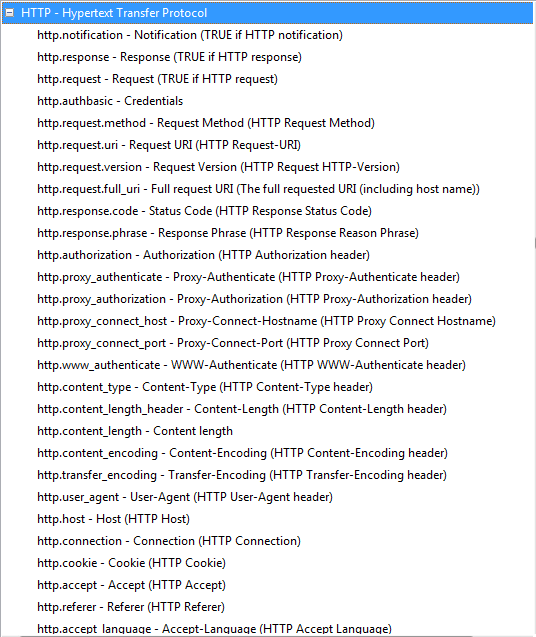 HTTP - Hypertext Transfer Protocol
http.notification - Notification (TRUE if HTTP notification)
http.response - Response (TRUE if HTTP response)
http.request - Request (TRUE if HTTP request)
http.authbasic - Credentials
http.request.method - Request Method (HTTP Request Method)
http.request.uri - Request URI (HTTP Request-URI)
http.request.version - Request Version (HTTP Request HTTP-Version)
http.request.full_uri - Full request URI (The full requested URI (including host name))
http.response.code - Status Code (HTTP Response Status Code)
http.response.phrase - Response Phrase (HTTP Response Reason Phrase)
http.authorization - Authorization (HTTP Authorization header)
http.proxy_authenticate - Proxy-Authenticate (HTTP Proxy-Authenticate header)
http.proxy_authorization - Proxy-Authorization (HTTP Proxy-Authorization header)
http.proxy_connect_host - Proxy-Connect-Hostname (HTTP Proxy Connect Hostname)
http.proxy_connect_port - Proxy-Connect-Port (HTTP Proxy Connect Port)
http.www_authenticate - WWW-Authenticate (HTTP WWW-Authenticate header)
http.content_type - Content-Type (HTTP Content-Type header)
http.content_length_header - Content-Length (HTTP Content-Length header)
http.content_length - Content length
http.content_encoding - Content-Encoding (HTTP Content-Encoding header)
http.transfer_encoding - Transfer-Encoding (HTTP Transfer-Encoding header)
http.user_agent - User-Agent (HTTP User-Agent header)
http.host - Host (HTTP Host)
http.connection - Connection (HTTP Connection)
http.cookie - Cookie (HTTP Cookie)
http.accept - Accept (HTTP Accept)
http.referer - Referer (HTTP Referer)
http.accept_language - Accept-Language (HTTP Accept Language)